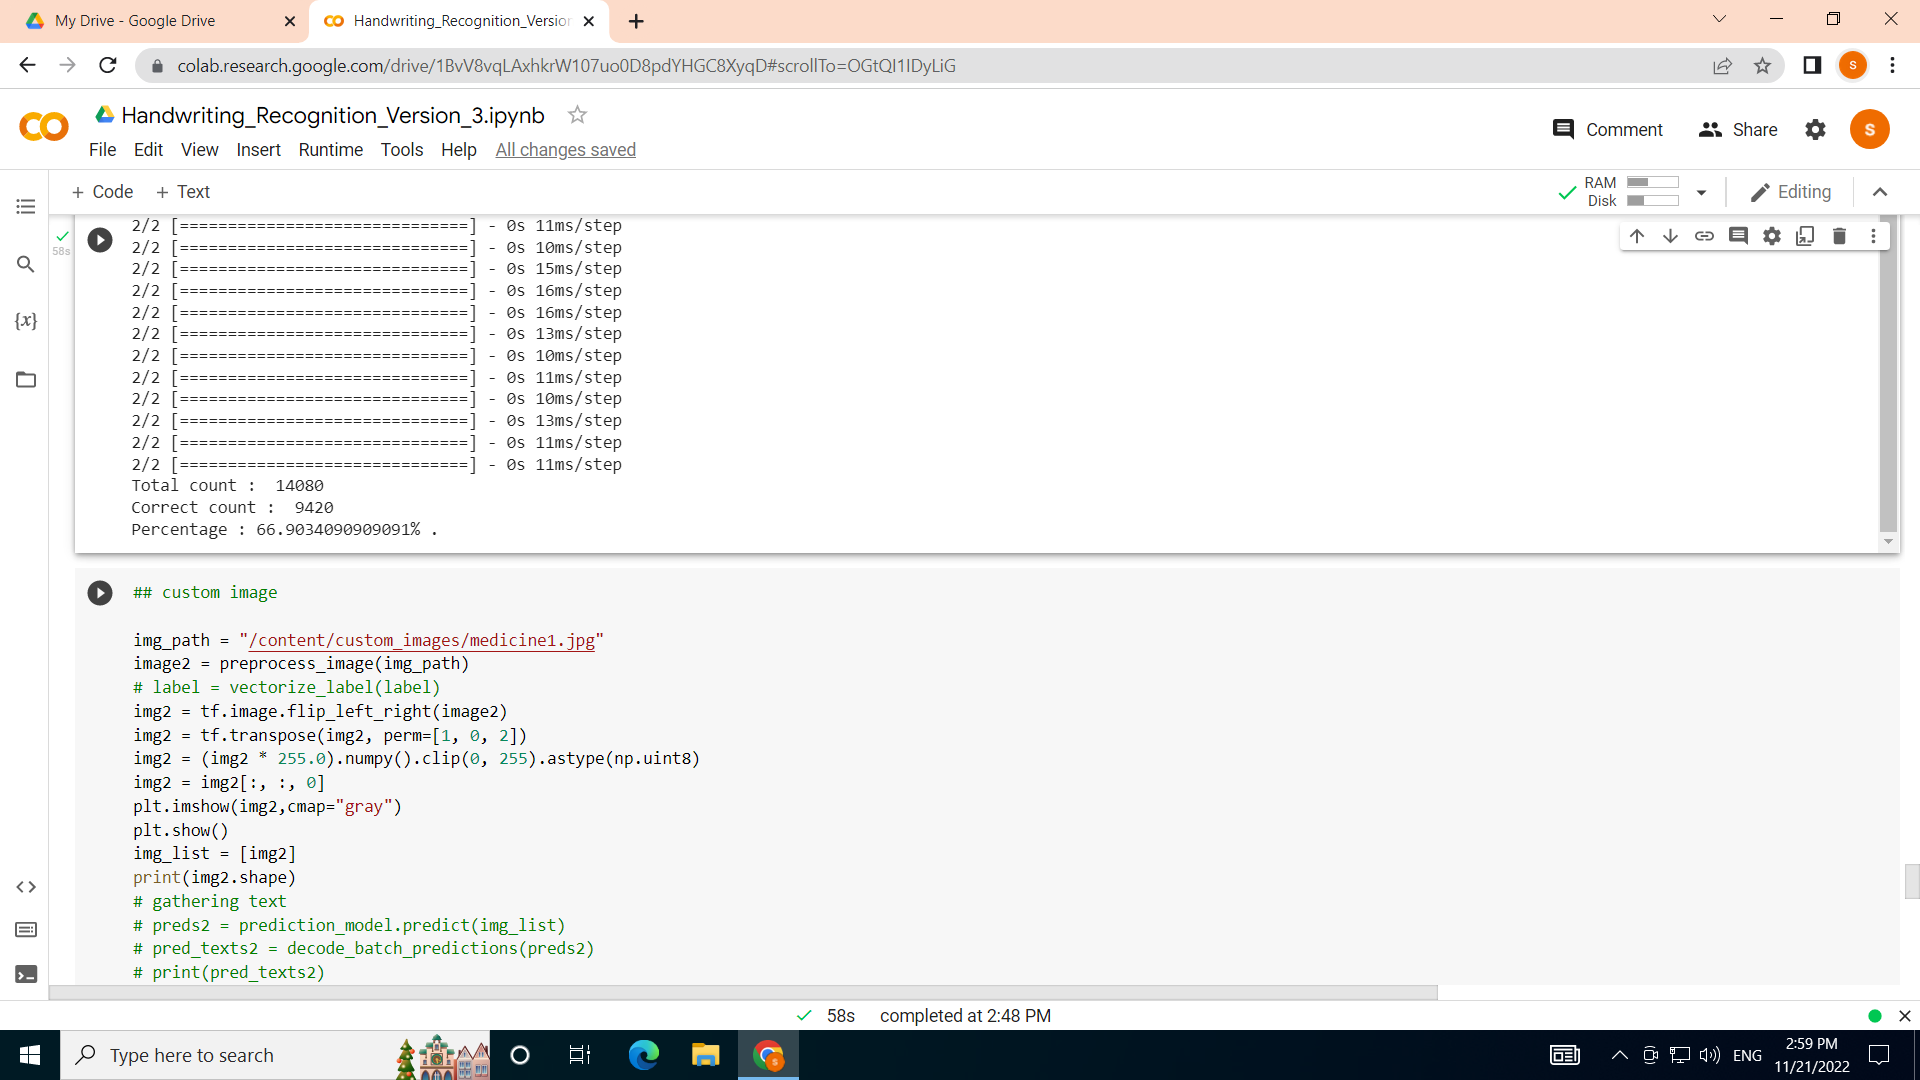 My Drive - Google Drive
Handwriting_Recognition_Version
colab.research.google.com/drive/1BvV8vqLAxhkrW107uo0D8pdYHGC8XyqD#scrollTo=OGtQI1IDyLiG
s
CO
Handwriting_Recognition_Version_3.ipynb
Comment
Share
s
File Edit View Insert Runtime Tools Help All changes saved
+ Code + Text
RAM
Disk
Editing
58s
2/2 [==============================] - 0s 11ms/step
2/2 [==============================] - 0s 10ms/step
2/2 [==============================] - 0s 15ms/step
2/2 [==============================] - 0s 16ms/step
2/2 [==============================] - 0s 16ms/step
2/2 [==============================] - 0s 13ms/step
2/2 [==============================] - 0s 10ms/step
2/2 [==============================] - 0s 11ms/step
2/2 [==============================] - 0s 10ms/step
2/2 [==============================] - 0s 13ms/step
2/2 [==============================] - 0s 11ms/step
2/2 [==============================] - 0s 11ms/step
Total count :  14080
Correct count :  9420
Percentage : 66.9034090909091% .
{x}
## custom image
img_path = "/content/custom_images/medicine1.jpg"
image2 = preprocess_image(img_path)
# label = vectorize_label(label)
img2 = tf.image.flip_left_right(image2)
img2 = tf.transpose(img2, perm=[1, 0, 2])
img2 = (img2 * 255.0).numpy().clip(0, 255).astype(np.uint8)
img2 = img2[:, :, 0]
plt.imshow(img2,cmap="gray")
plt.show()
img_list = [img2]
print(img2.shape)
# gathering text
# preds2 = prediction_model.predict(img_list)
# pred_texts2 = decode_batch_predictions(preds2)
# print(pred_texts2)
58s completed at 2:48 PM
Type here to search
ENG
2:59 PM
11/21/2022